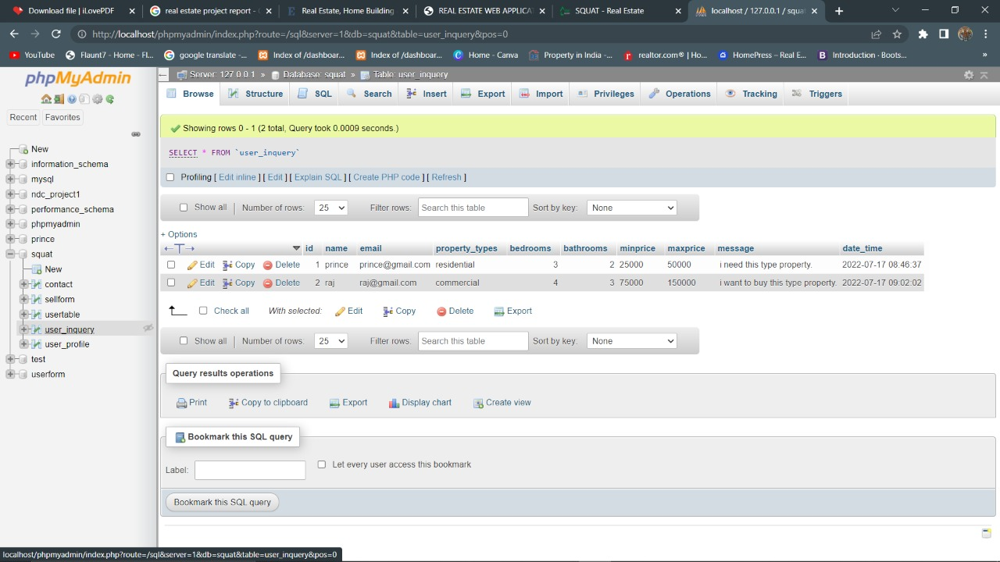 Download file | iLovePDF
real estate project report - G
Real Estate, Home Building
REAL ESTATE WEB APPLICAT
SQUAT - Real Estate
localhost / 127.0.0.1 / squat
http://localhost/phpmyadmin/index.php?route=/sql&server=1&db=squat&table=user_inquery&pos=0
YouTube
Flaunt7 - Home - Fl...
google translate -...
Index of /dashboar...
Index of /dashboar...
Home - Canva
Property in India -...
realtor.com® | Ho...
HomePress – Real E...
Introduction · Boots...
»
phpMyAdmin
Recent
Favorites
New
information_schema
mysql
ndc_project1
performance_schema
phpmyadmin
prince
squat
New
contact
sellform
usertable
user_inquery
user_profile
test
userform
Server: 127.0.0.1 » Database: squat » Table: user_inquery
Browse Structure SQL Search Insert Export Import Privileges Operations Tracking Triggers
Showing rows 0 - 1 (2 total, Query took 0.0009 seconds.)
SELECT * FROM `user_inquery`
Profiling [ Edit inline ] [ Edit ] [ Explain SQL ] [ Create PHP code ] [ Refresh ]
Show all | Number of rows: 25 Filter rows: Search this table Sort by key: None
+ Options
←T→ id name email property_types bedrooms bathrooms minprice maxprice message date_time
Edit Copy Delete 1 prince prince@gmail.com residential 3 2 25000 50000 i need this type property. 2022-07-17 08.46.37
Edit Copy Delete 2 raj raj@gmail.com commercial 4 3 75000 150000 i want to buy this type property. 2022-07-17 09:02:02
Check all With selected: Edit Copy Delete Export
Show all | Number of rows: 25 Filter rows: Search this table Sort by key: None
Query results operations
Print Copy to clipboard Export Display chart Create view
Bookmark this SQL query
Label: Let every user access this bookmark
Bookmark this SQL query
localhost/phpmyadmin/index.php?route=/sql&server=1&db=squat&table=user_inquery&pos=0